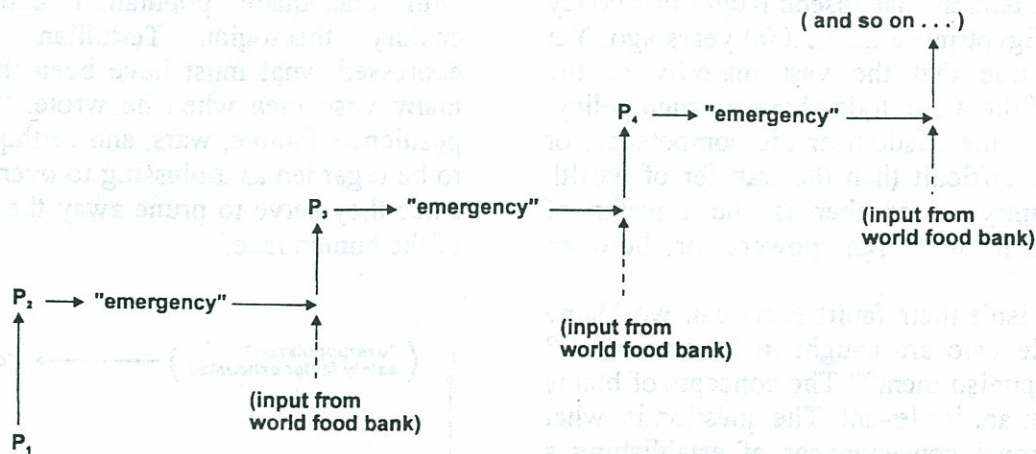 ( and so on . . . )
P₄ "emergency"
P₃ "emergency"
(input from
world food bank)
P₂ "emergency"
(input from
world food bank)
(input from
world food bank)
P₁